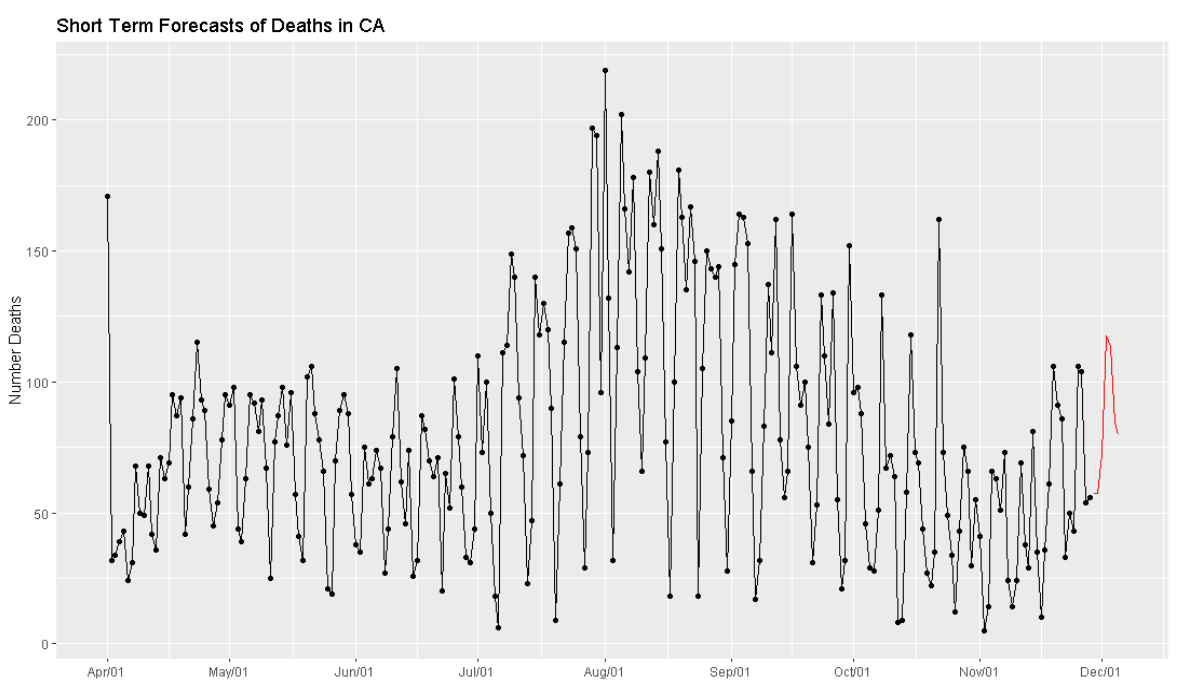 Short Term Forecasts of Deaths in CA
Number Deaths
200
150
100
50
0
Apr/01 May/01 Jun/01 Jul/01 Aug/01 Sep/01 Oct/01 Nov/01 Dec/01